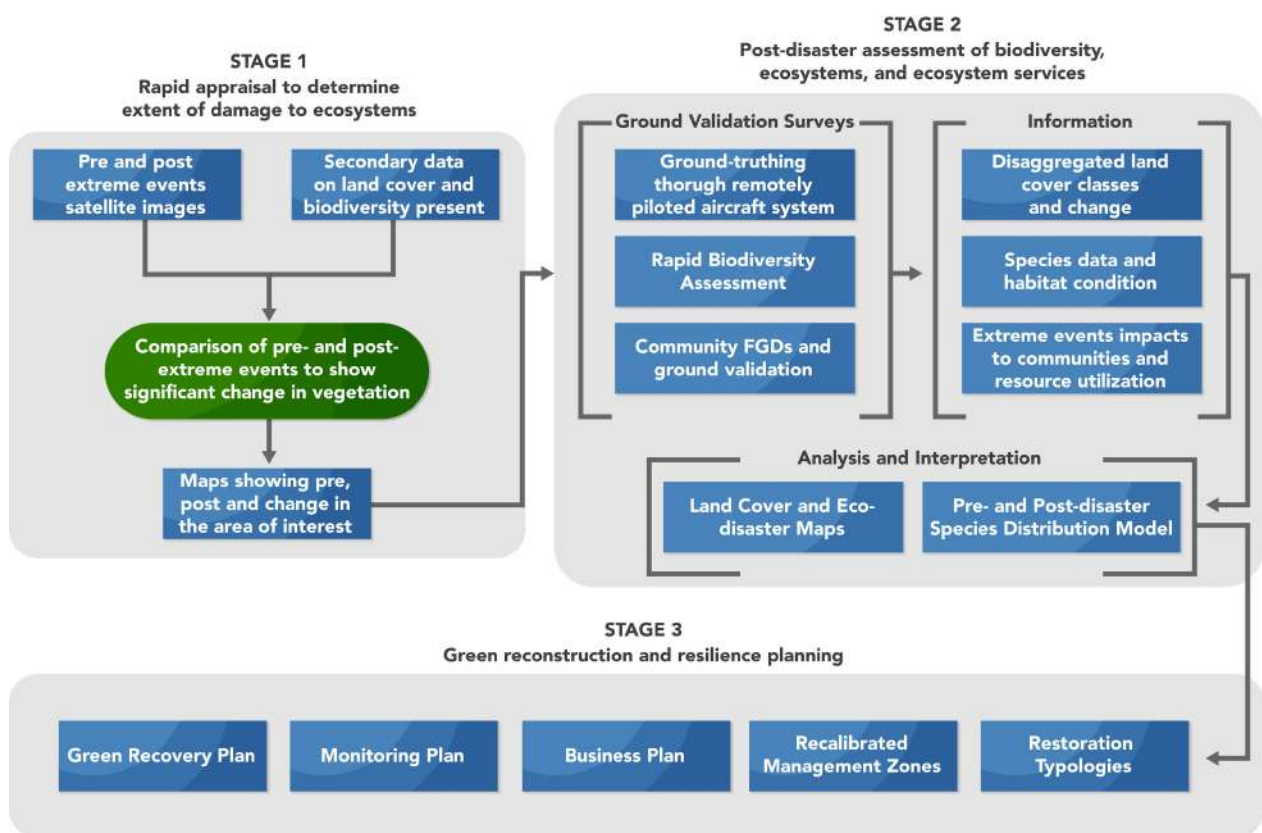 STAGE 1
Rapid appraisal to determine
extent of damage to ecosystems
Pre and post
extreme events
satellite images
Secondary data
on land cover and
biodiversity present
Comparison of pre- and post-
extreme events to show
significant change in vegetation
Maps showing pre,
post and change in
the area of interest
STAGE 2
Post-disaster assessment of biodiversity,
ecosystems, and ecosystem services
Ground Validation Surveys
Ground-truthing
thorugh remotely
piloted aircraft system
Rapid Biodiversity
Assessment
Community FGDs and
ground validation
Information
Disaggregated land
cover classes
and change
Species data and
habitat condition
Extreme events impacts
to communities and
resource utilization
Analysis and Interpretation
Land Cover and Eco-
disaster Maps
Pre- and Post-disaster
Species Distribution Model
STAGE 3
Green reconstruction and resilience planning
Green Recovery Plan
Monitoring Plan
Business Plan
Recalibrated
Management Zones
Restoration
Typologies